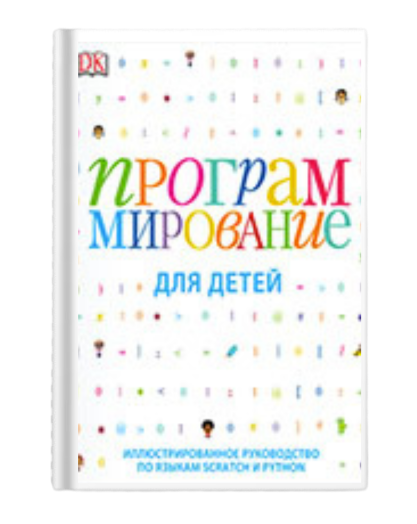 DK
ПРОГРАМ
МИРОВАНИЕ
ДЛЯ ДЕТЕЙ
ИЛЛЮСТРИРОВАННОЕ РУКОВОДСТВО
ПО ЯЗЫКАМ SCRATCH И PYTHON